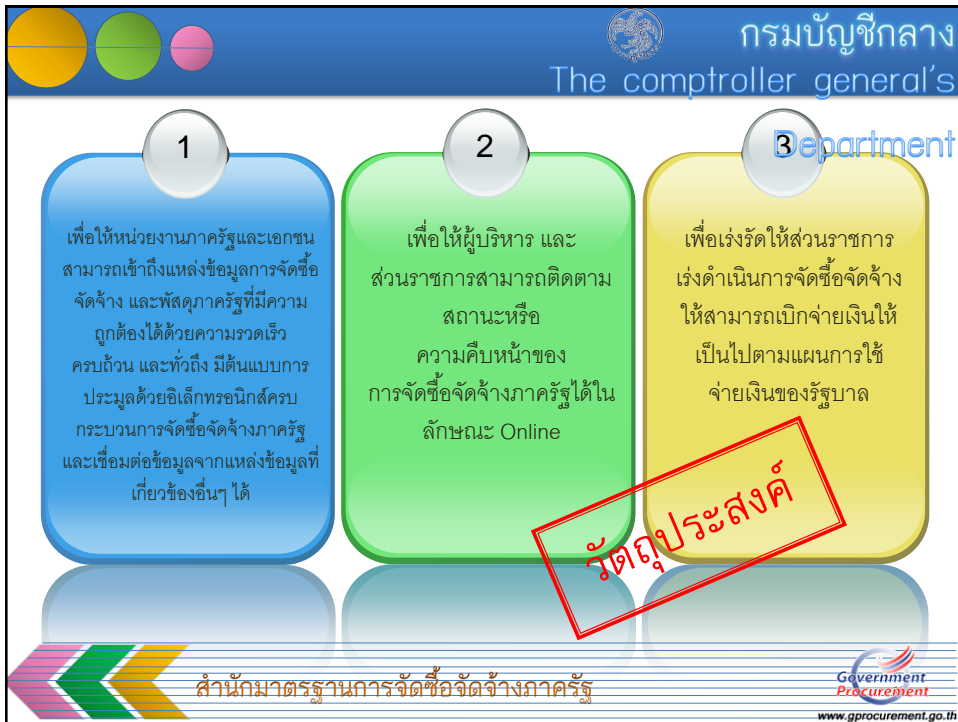 กรมบัญชีกลาง
The comptroller general's
Department
1
เพื่อให้หน่วยงานภาครัฐและเอกชน
สามารถเข้าถึงแหล่งข้อมูลการจัดซื้อ
จัดจ้าง และพัสดุภาครัฐที่มีความ
ถูกต้องได้ด้วยความรวดเร็ว
ครบถ้วน และทั่วถึง มีต้นแบบการ
ประมูลด้วยอิเล็กทรอนิกส์ครบ
กระบวนการจัดซื้อจัดจ้างภาครัฐ
และเชื่อมต่อข้อมูลจากแหล่งข้อมูลที่
เกี่ยวข้องอื่นๆ ได้
2
เพื่อให้ผู้บริหาร และ
ส่วนราชการสามารถติดตาม
สถานะหรือ
ความคืบหน้าของ
การจัดซื้อจัดจ้างภาครัฐได้ใน
ลักษณะ Online
3
เพื่อเร่งรัดให้ส่วนราชการ
เร่งดำเนินการจัดซื้อจัดจ้าง
ให้สามารถเบิกจ่ายเงินให้
เป็นไปตามแผนการใช้
จ่ายเงินของรัฐบาล
วัตถุประสงค์
สำนักมาตรฐานการจัดซื้อจัดจ้างภาครัฐ
Government
Procurement
www.gprocurement.go.th